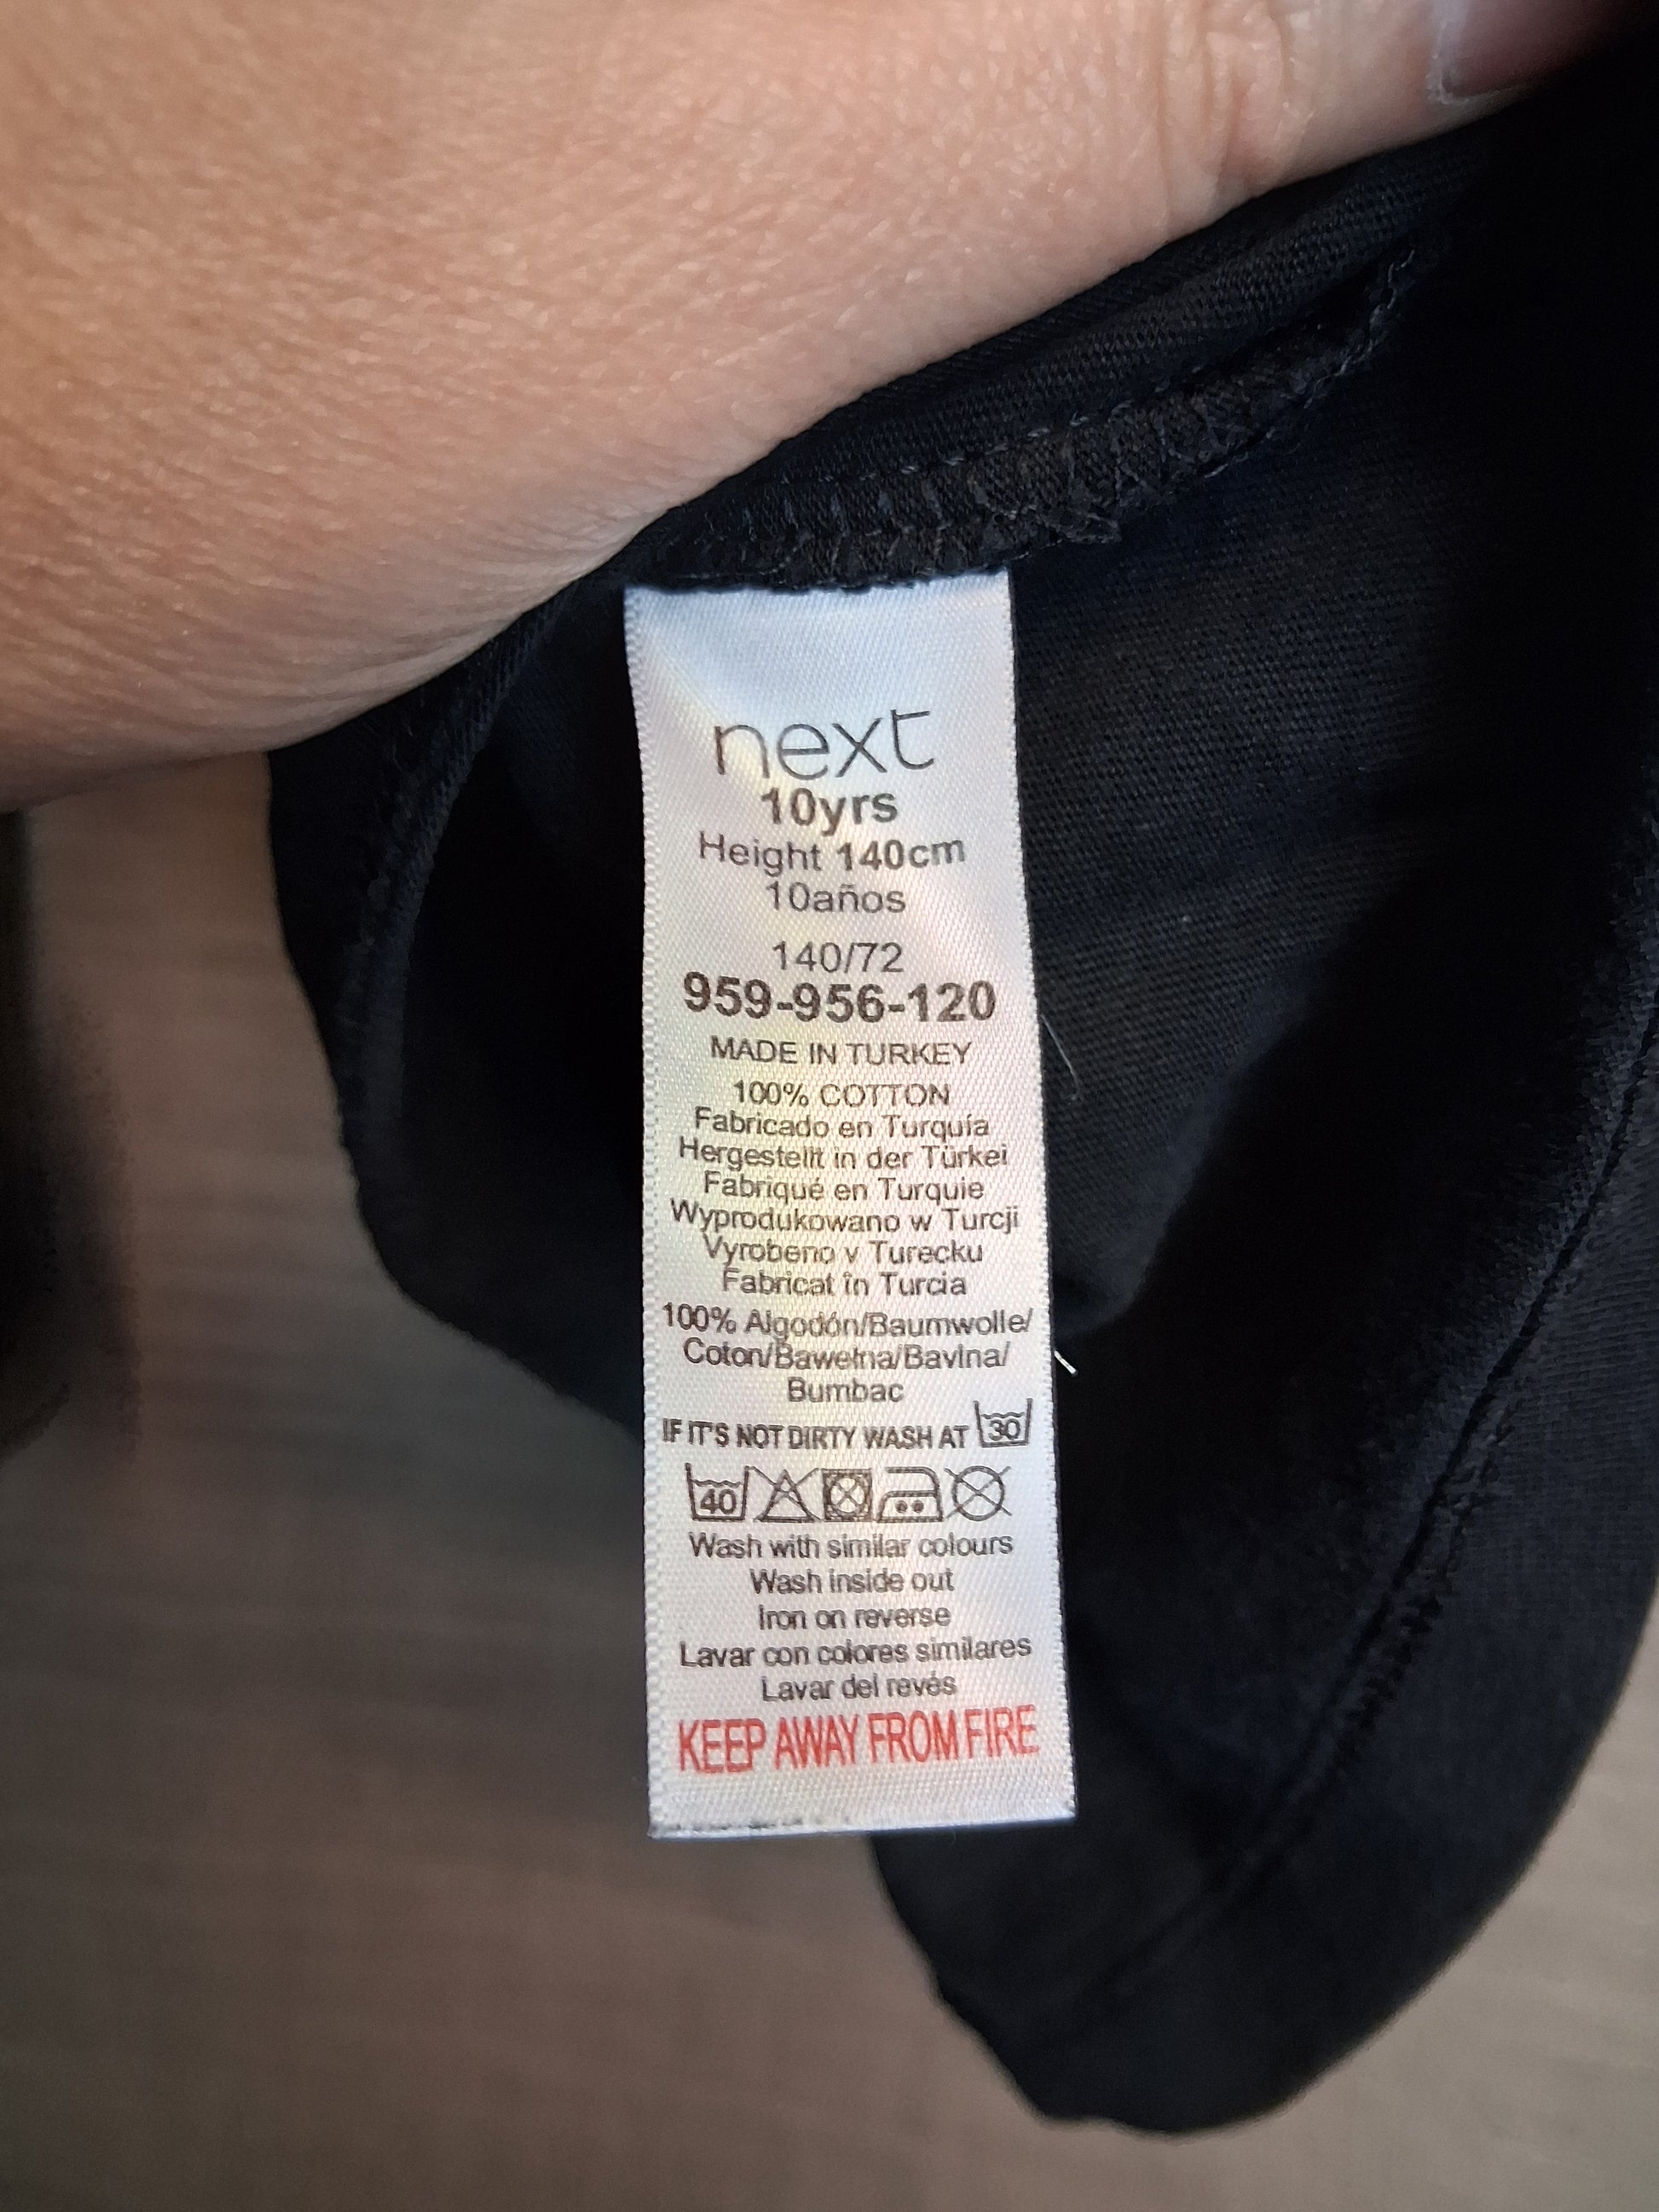 next
10yrs
Height 140cm
10años
140/72
959-956-120
MADE IN TURKEY
100% COTTON
Fabricado en Turquía
Hergestellt in der Türkei
Fabriqué en Turquie
Wyprodukowano w Turcji
Vyrobeno v Turecku
Fabricat în Turcia
100% Algodón/Baumwolle/
Coton/Bawełna/Bavlna/
Bumbac
IF IT'S NOT DIRTY WASH AT 30
40
Wash with similar colours
Wash inside out
Iron on reverse
Lavar con colores similares
Lavar del revés
KEEP AWAY FROM FIRE